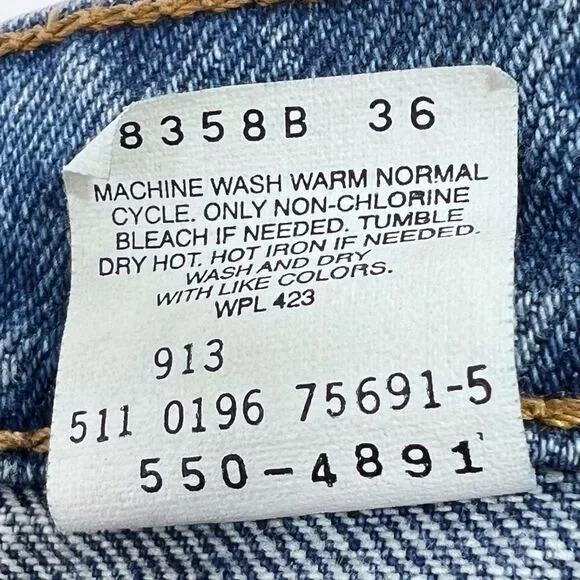 8358B 36
MACHINE WASH WARM NORMAL
CYCLE. ONLY NON-CHLORINE
BLEACH IF NEEDED. TUMBLE
DRY HOT. HOT IRON IF NEEDED.
WASH AND DRY
WITH LIKE COLORS.
WPL 423
913
511 0196 75691-5
550-4891